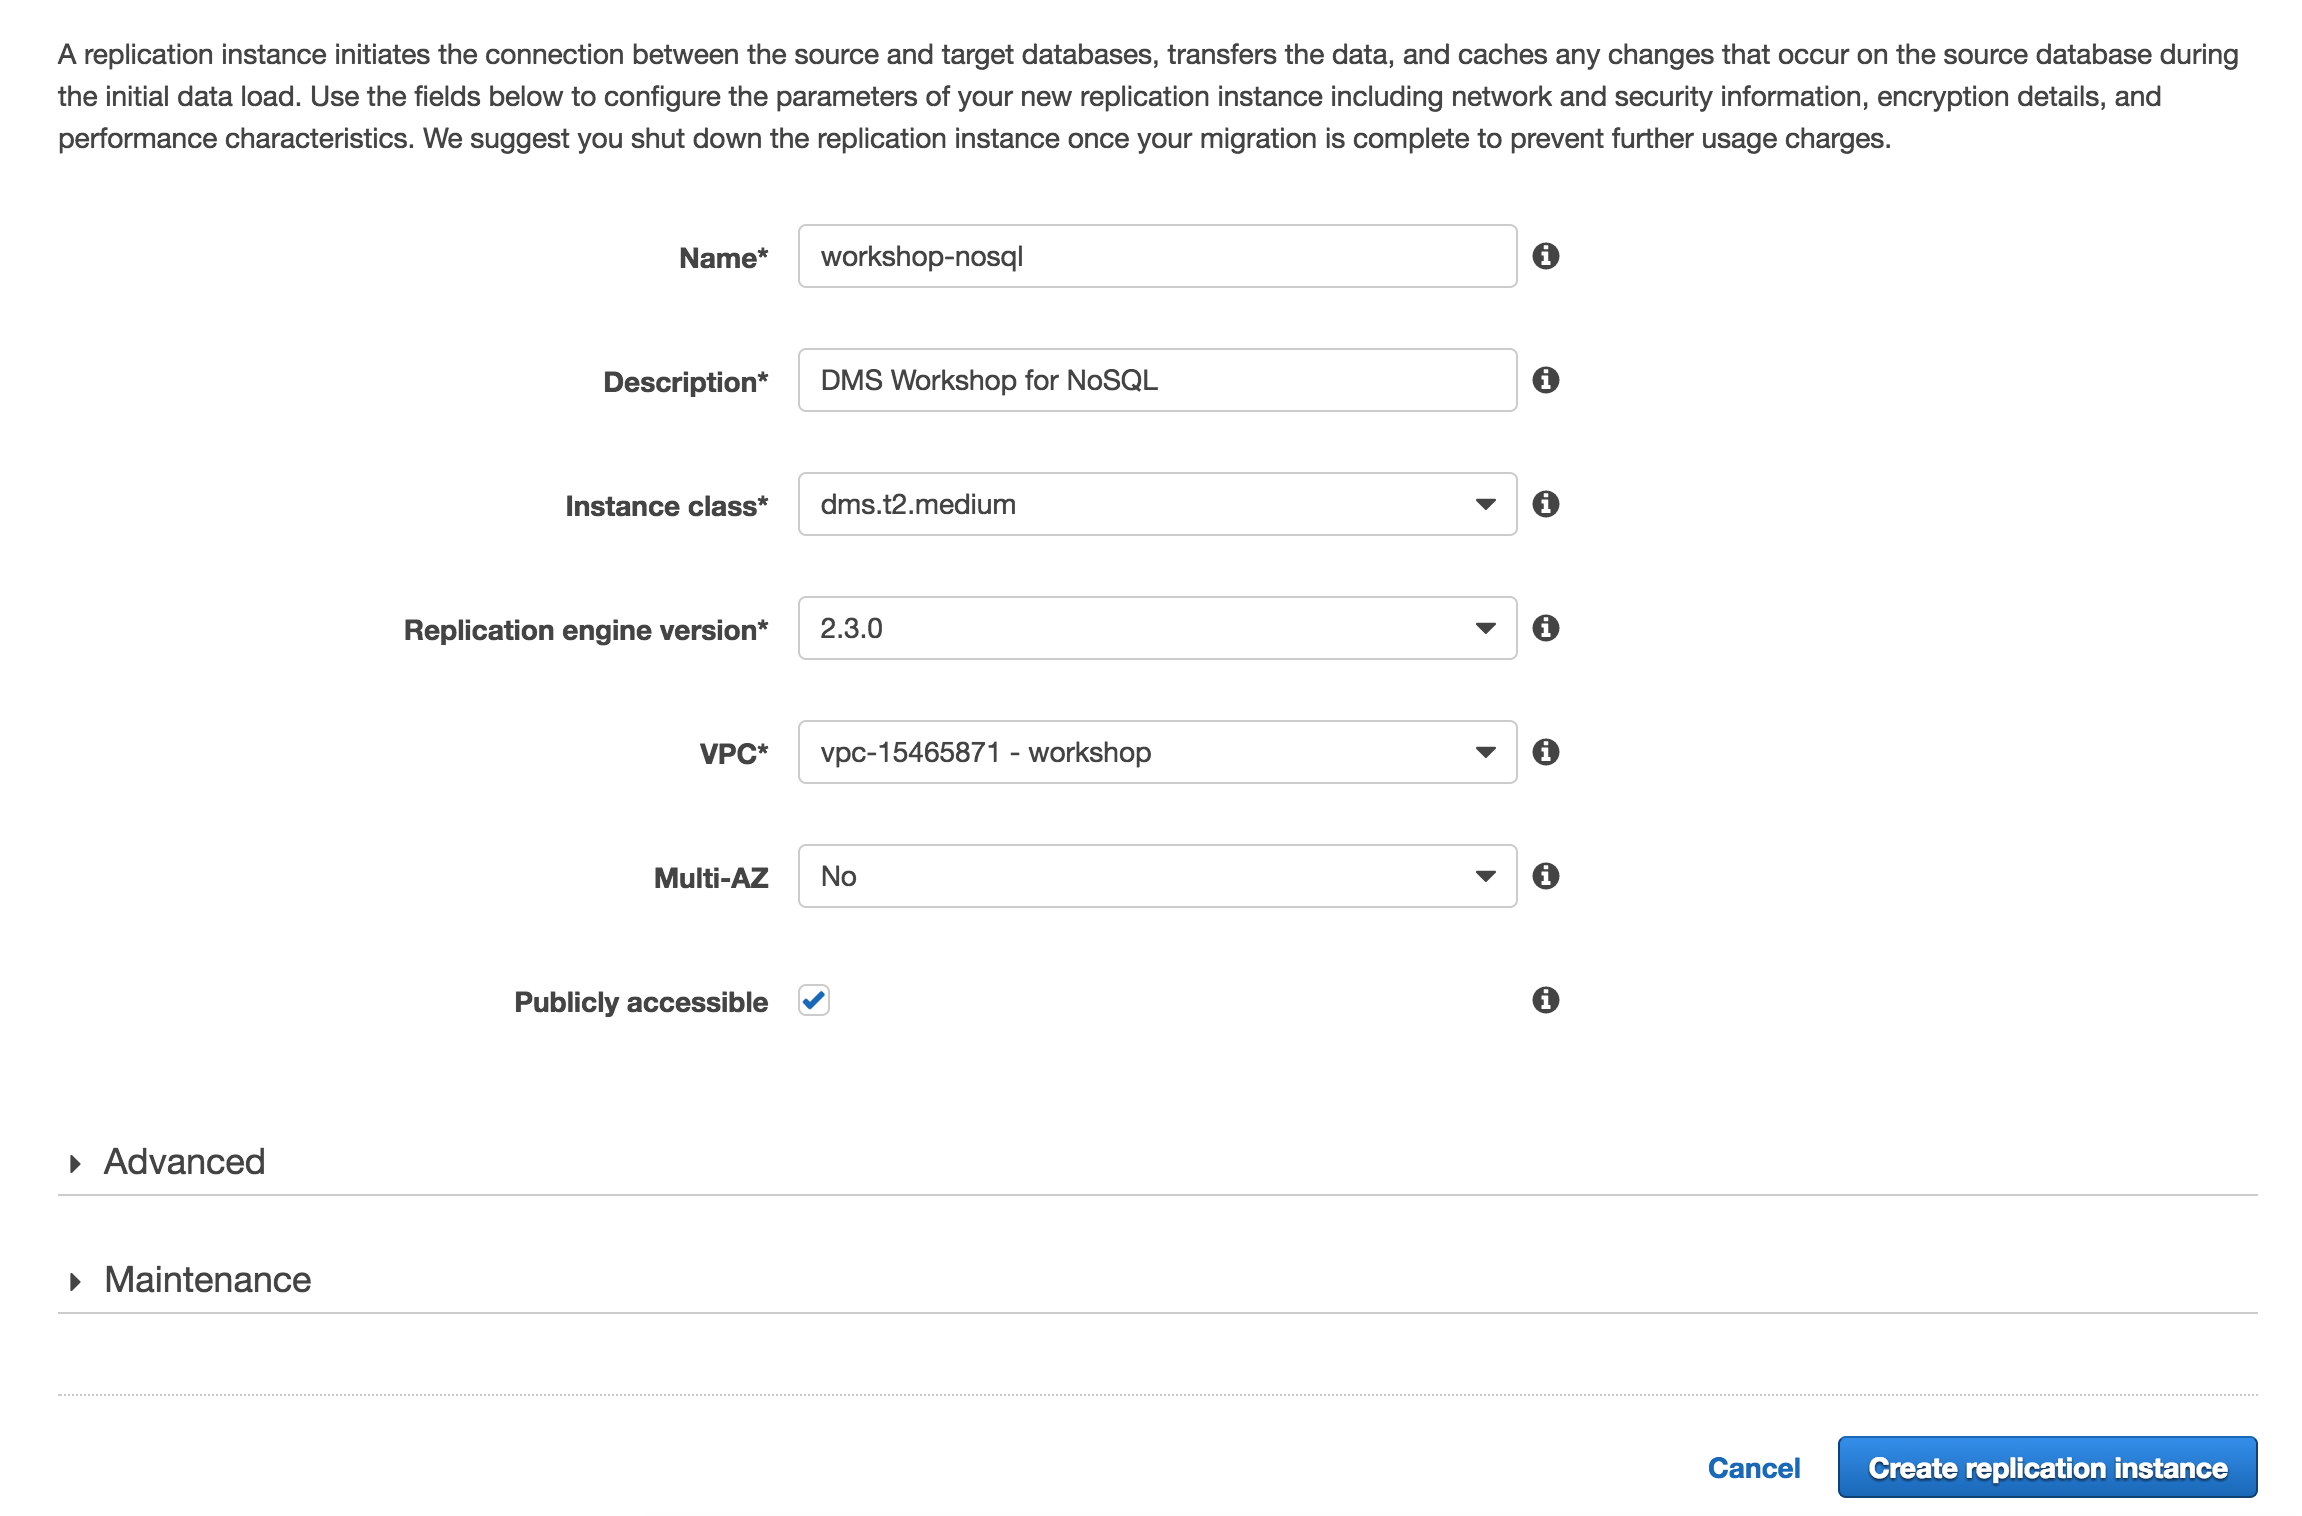 A replication instance initiates the connection between the source and target databases, transfers the data, and caches any changes that occur on the source database during
the initial data load. Use the fields below to configure the parameters of your new replication instance including network and security information, encryption details, and
performance characteristics. We suggest you shut down the replication instance once your migration is complete to prevent further usage charges.
Name* workshop-nosql
Description* DMS Workshop for NoSQL
Instance class* dms.t2.medium
Replication engine version* 2.3.0
VPC* vpc-15465871 - workshop
Multi-AZ No
Publicly accessible
Advanced
Maintenance
Cancel Create replication instance